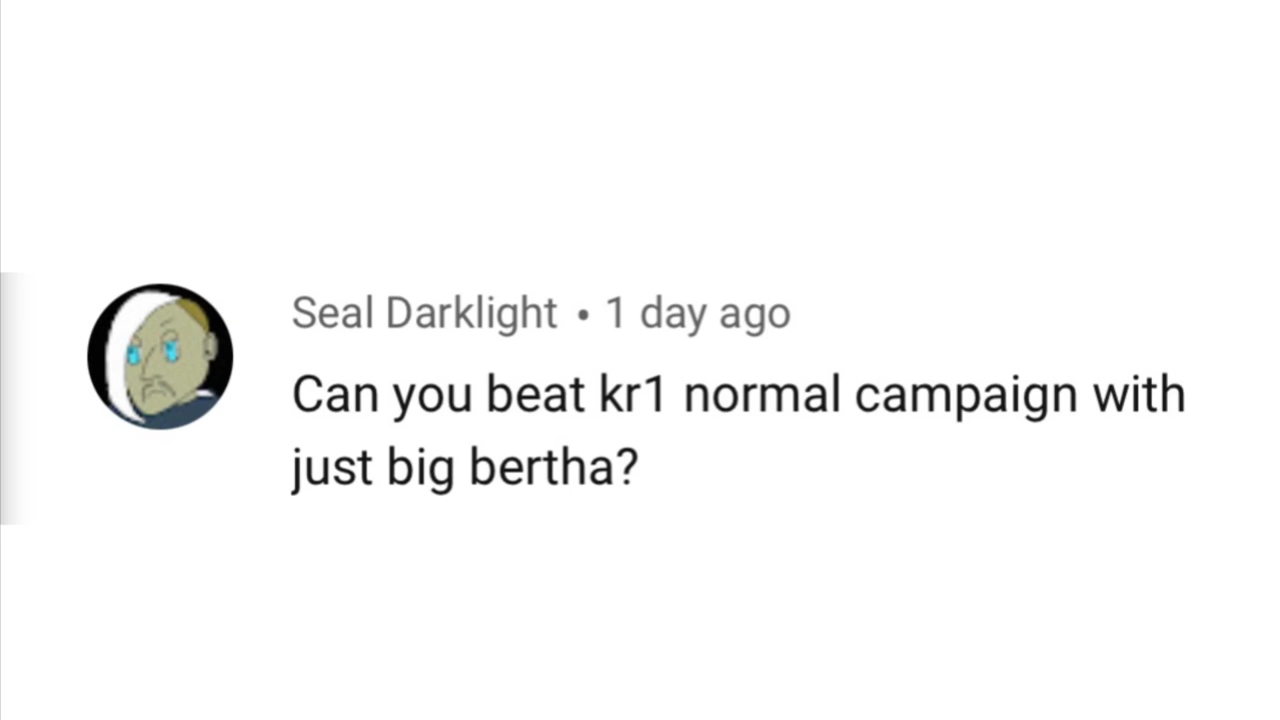 Seal Darklight • 1 day ago
Can you beat kr1 normal campaign with
just big bertha?